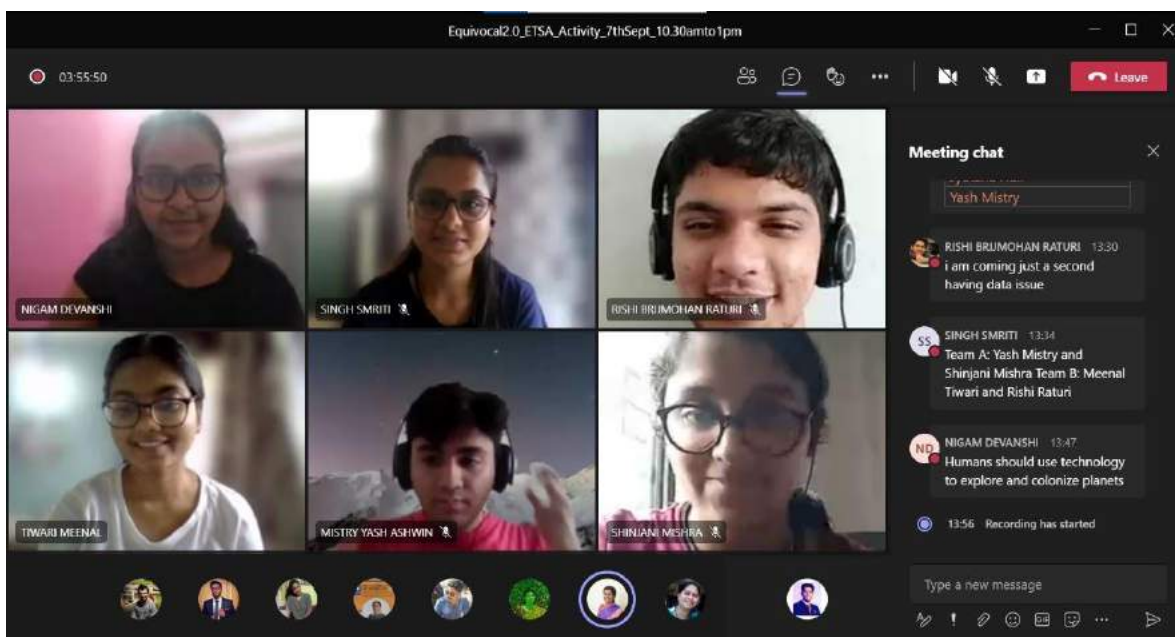 Equivocal2.0_ETSA_Activity_7thSept_10.30amto1pm
03:55:50
Leave
NIGAM DEVANSHI
SINGH SMRITI
RISHI BRIJMOHAN RATURI
TIWARI MEENAL
MISTRY YASH ASHWIN
SHINJANI MISHRA
Meeting chat
Yash Mistry
RISHI BRIJMOHAN RATURI 13:30
i am coming just a second
having data issue
SS
SINGH SMRITI 13:34
Team A: Yash Mistry and
Shinjani Mishra Team B: Meenal
Tiwari and Rishi Raturi
ND
NIGAM DEVANSHI 13:47
Humans should use technology
to explore and colonize planets
13:56 Recording has started
Type a new message
GIF